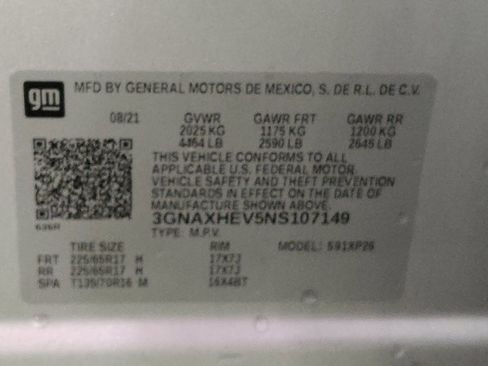 gm
MFD BY GENERAL MOTORS DE MEXICO, S. DE R.L. DE C.V.
08/21 GVWR GAWR FRT GAWR RR
2025 KG 1175 KG 1200 KG
4464 LB 2590 LB 2645 LB
THIS VEHICLE CONFORMS TO ALL
APPLICABLE U.S. FEDERAL MOTOR
VEHICLE SAFETY AND THEFT PREVENTION
STANDARDS IN EFFECT ON THE DATE OF
MANUFACTURE SHOWN ABOVE.
3GNAXHEV5NS107149
TYPE: M.P.V.
TIRE SIZE RIM MODEL: 591XP26
FRT 225/65R17 H 17X7J
RR 225/65R17 H 17X7J
SPA T135/70R16 M 16X4BT